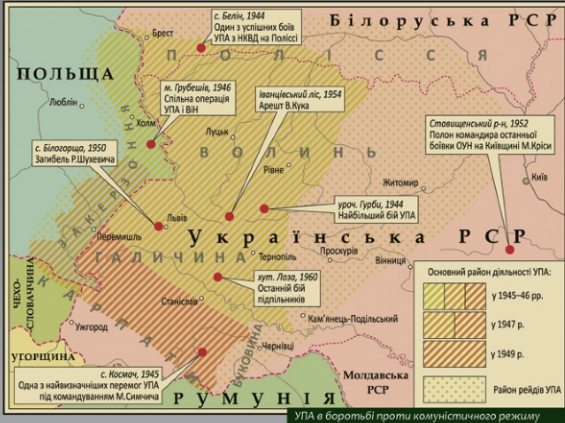 Білоруська РСР
с. Белін, 1944
Один з успішних боїв
УПА з НКВД на Поліссі
Брест
ПОЛІССЯ
ПОЛЬЩА
Люблін
м. Грубешів, 1946
Спільна операція
УПА і ВіН
Іванцівський ліс, 1954
Арешт В.Кука
Ставищенський р-н, 1952
Полон командира останньої
боївки ОУН на Київщині М.Кріси
Холм
Луцьк
с. Білогорща, 1950
Загибель Р.Шухевича
ВОЛИНЬ
Рівне
Київ
Житомир
ЗАКЕРЗОННЯ
уроч. Гурби, 1944
Найбільший бій УПА
Львів
Перемишль
Українська РСР
ГАЛИЧИНА
Тернопіль
Проскурів
Вінниця
ЧЕХО-
СЛОВАЧЧИНА
КАРПАТИ
хут. Лоза, 1960
Останній бій
підпільників
Станіслав
Ужгород
Кам’янець-Подільський
УГОРЩИНА
Чернівці
БУКОВИНА
Молдавська
РСР
с. Космач, 1945
Одна з найвизначніших перемог УПА
під командуванням М.Симчича
РУМУНІЯ
Основний район діяльності УПА:
у 1945–46 рр.
у 1947 р.
у 1949 р.
Район рейдів УПА
УПА в боротьбі проти комуністичного режиму